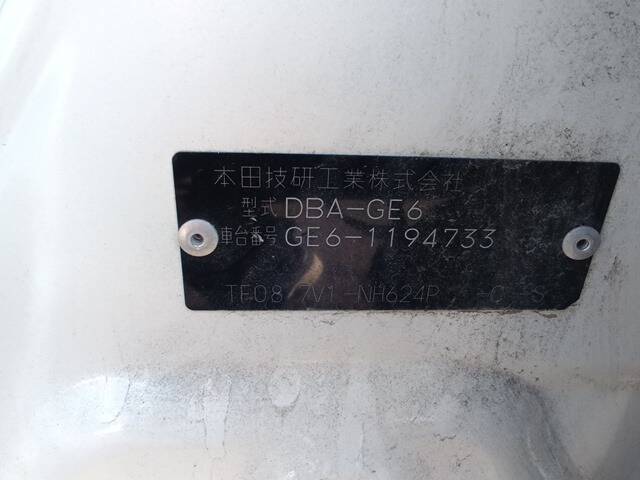 本田技研工業株式会社
型式 DBA-GE6
車台番号 GE6-1194733
TF08 7V1-NH624P -C -S